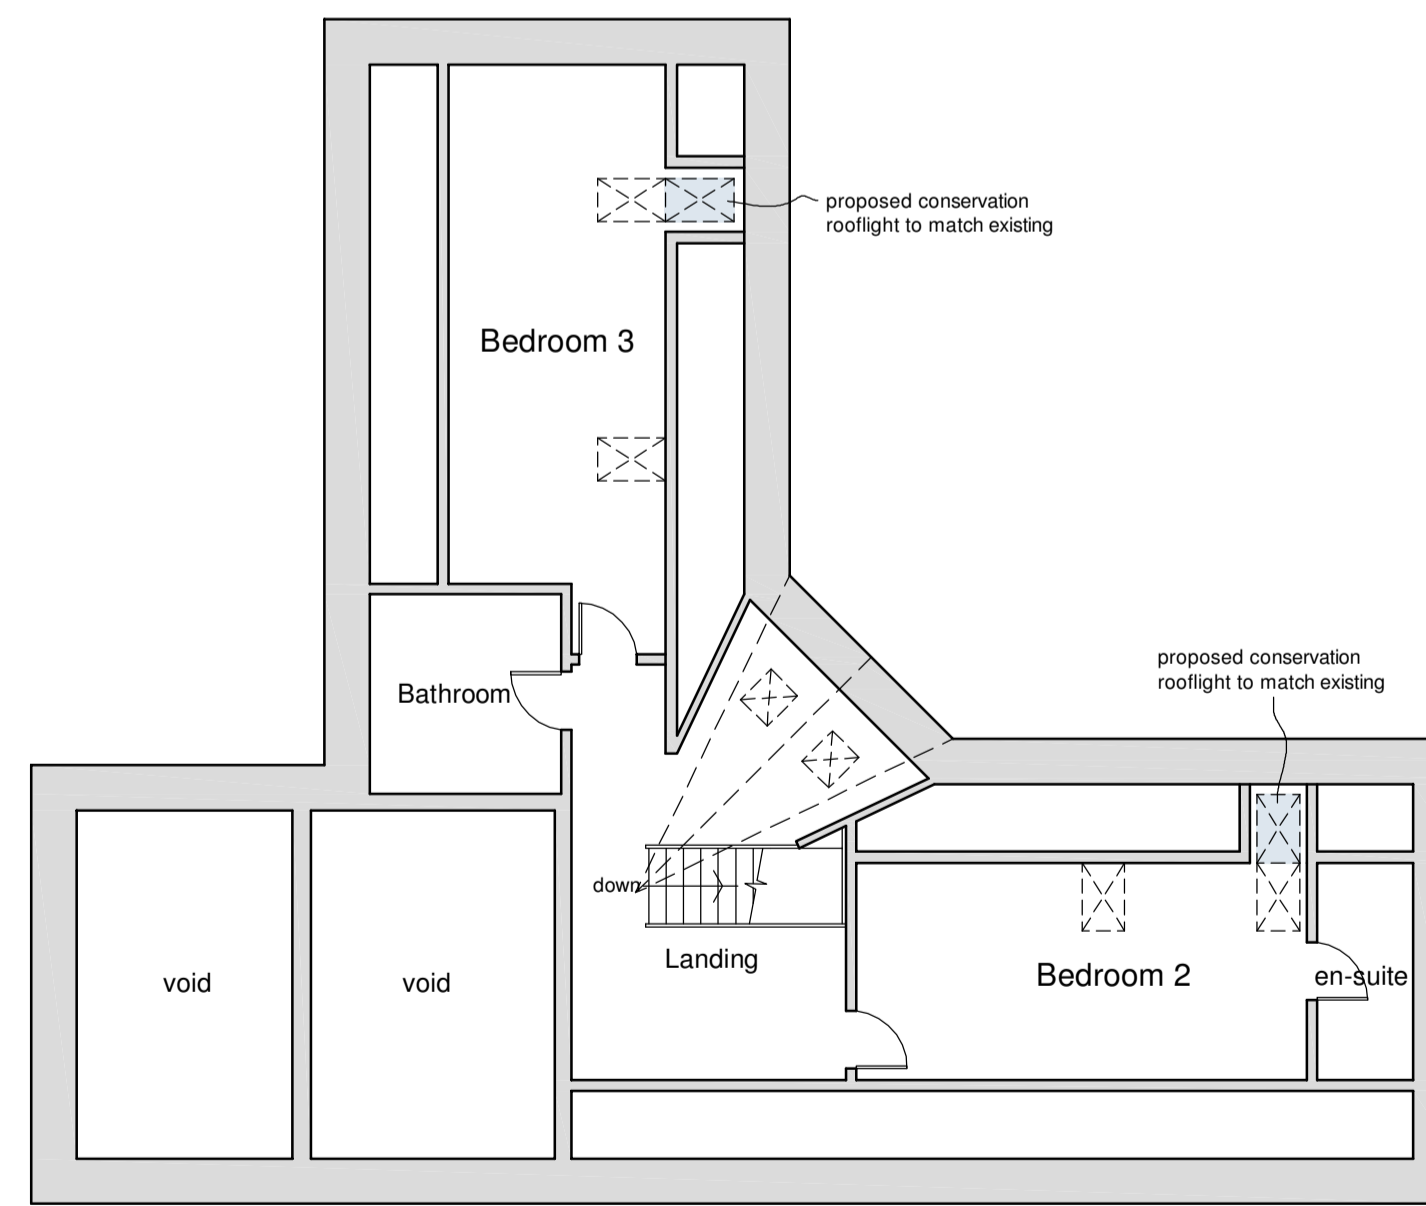 proposed conservation
rooflight to match existing
Bedroom 3
proposed conservation
rooflight to match existing
Bathroom
down
Landing
void
void
Bedroom 2
en-suite